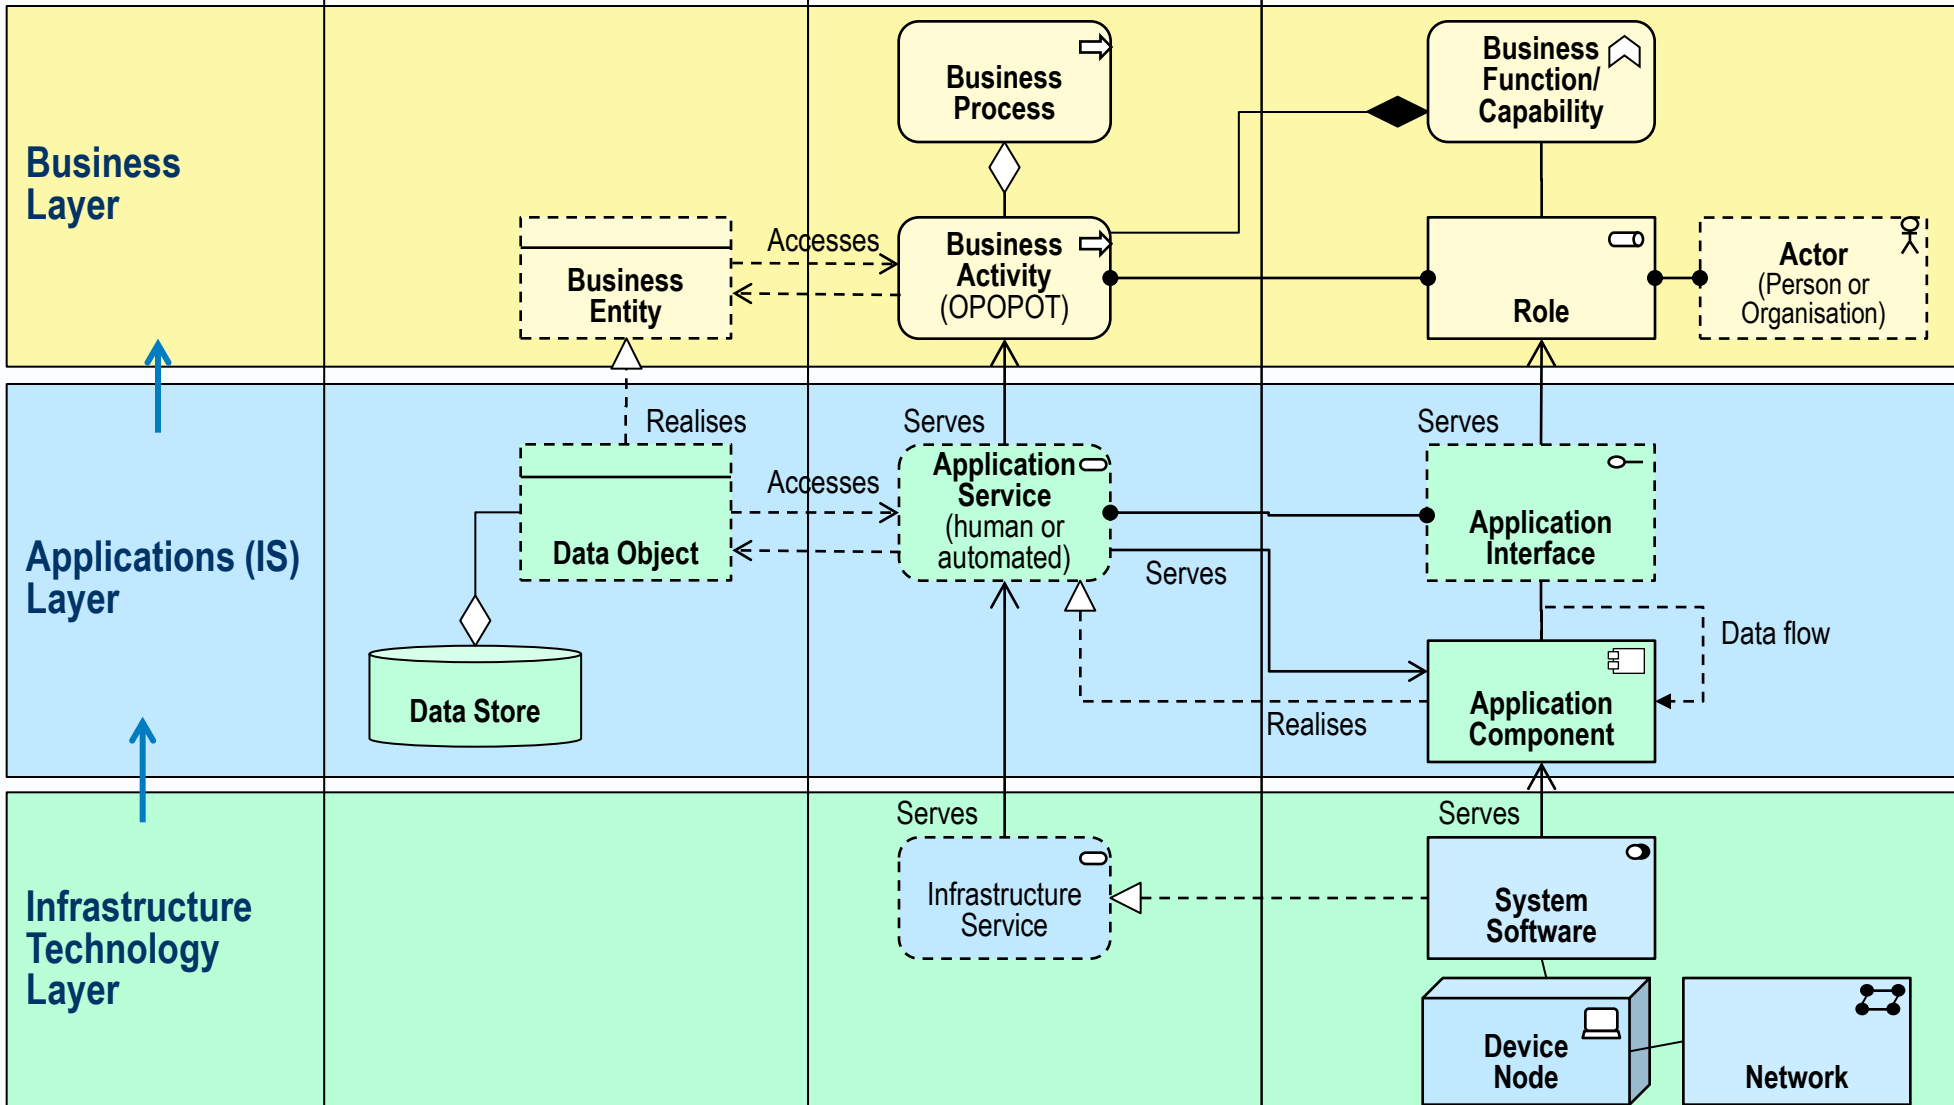 Business
Layer
Business
Process
Business
Function/
Capability
Accesses
Business
Entity
Business
Activity
(OPOPOT)
Role
Actor
(Person or
Organisation)
Applications (IS)
Layer
Realises
Serves
Serves
Data Object
Accesses
Application
Service
(human or
automated)
Serves
Application
Interface
Data flow
Data Store
Realises
Application
Component
Infrastructure
Technology
Layer
Serves
Serves
Infrastructure
Service
System
Software
Device
Node
Network